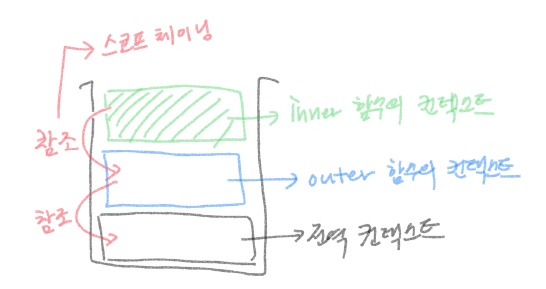 스코프 체이닝
inner 함수의 컨텍스트
참조
outer 함수의 컨텍스트
참조
전역 컨텍스트